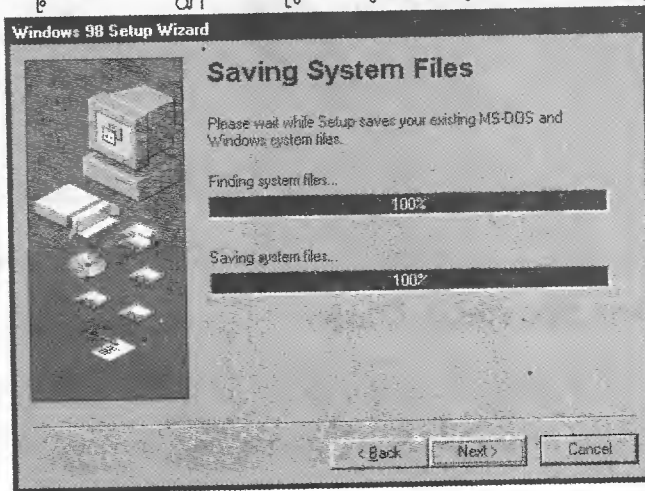 Windows 98 Setup Wizard
Saving System Files
Please wait while Setup saves your existing MS-DOS and
Windows system files.
Finding system files...
100%
Saving system files...
100%
< Back
Next >
Cancel